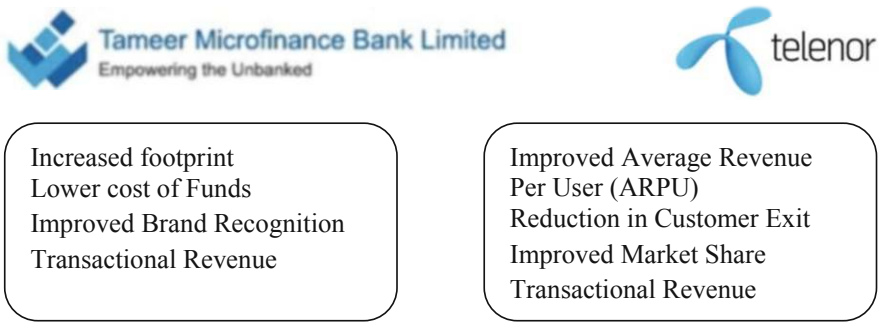 Tameer Microfinance Bank Limited
Empowering the Unbanked
telenor
Increased footprint
Lower cost of Funds
Improved Brand Recognition
Transactional Revenue
Improved Average Revenue
Per User (ARPU)
Reduction in Customer Exit
Improved Market Share
Transactional Revenue